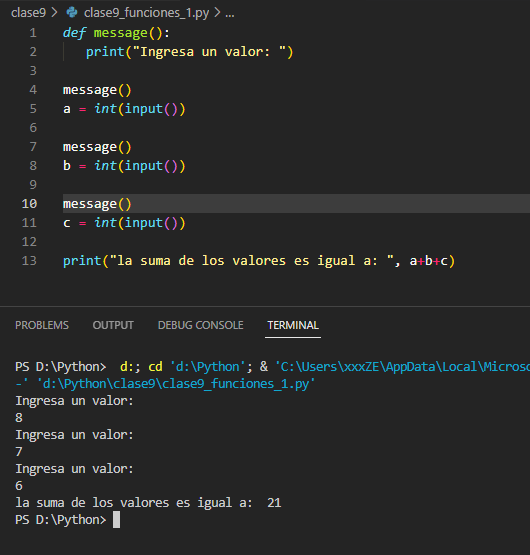 clase9 > clase9_funciones_1.py > ...
1 def message():
2    print("Ingresa un valor: ")
3
4 message()
5 a = int(input())
6
7 message()
8 b = int(input())
9
10 message()
11 c = int(input())
12
13 print("la suma de los valores es igual a: ", a+b+c)
PROBLEMS OUTPUT DEBUG CONSOLE TERMINAL
PS D:\Python>  d:; cd 'd:\Python'; & 'C:\Users\xxxZE\AppData\Local\Microso
-' 'd:\Python\clase9\clase9_funciones_1.py'
Ingresa un valor:
8
Ingresa un valor:
7
Ingresa un valor:
6
la suma de los valores es igual a:  21
PS D:\Python>